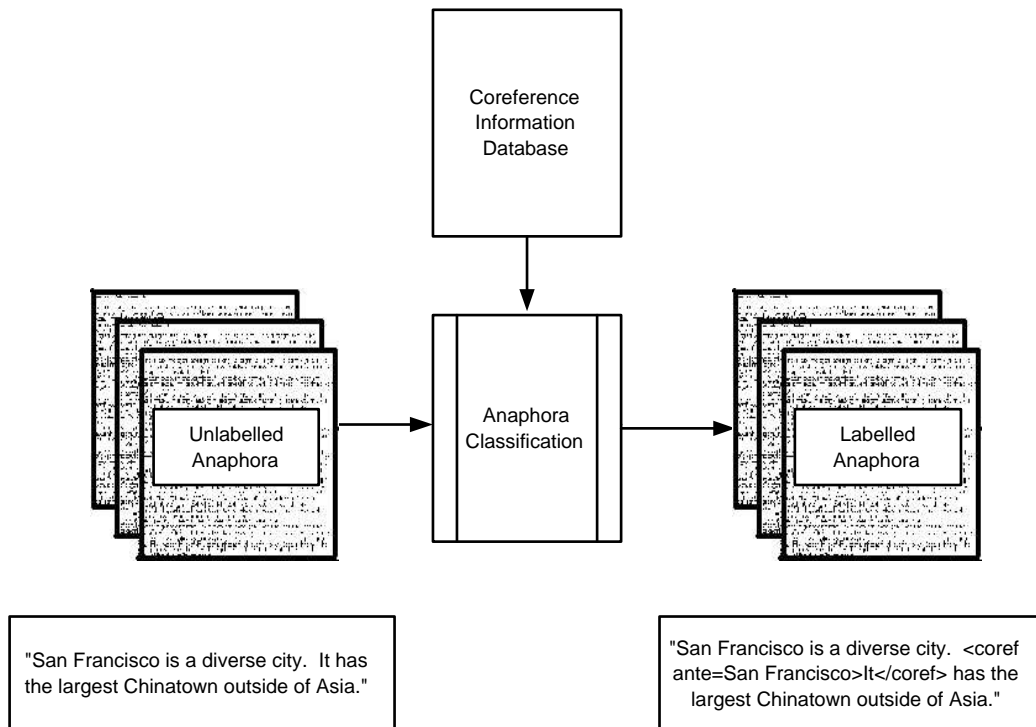 Coreference
Information
Database
Unlabelled
Anaphora
Anaphora
Classification
Labelled
Anaphora
"San Francisco is a diverse city.  It has
the largest Chinatown outside of Asia."
"San Francisco is a diverse city.  <coref
ante=San Francisco>It</coref> has the
largest Chinatown outside of Asia."